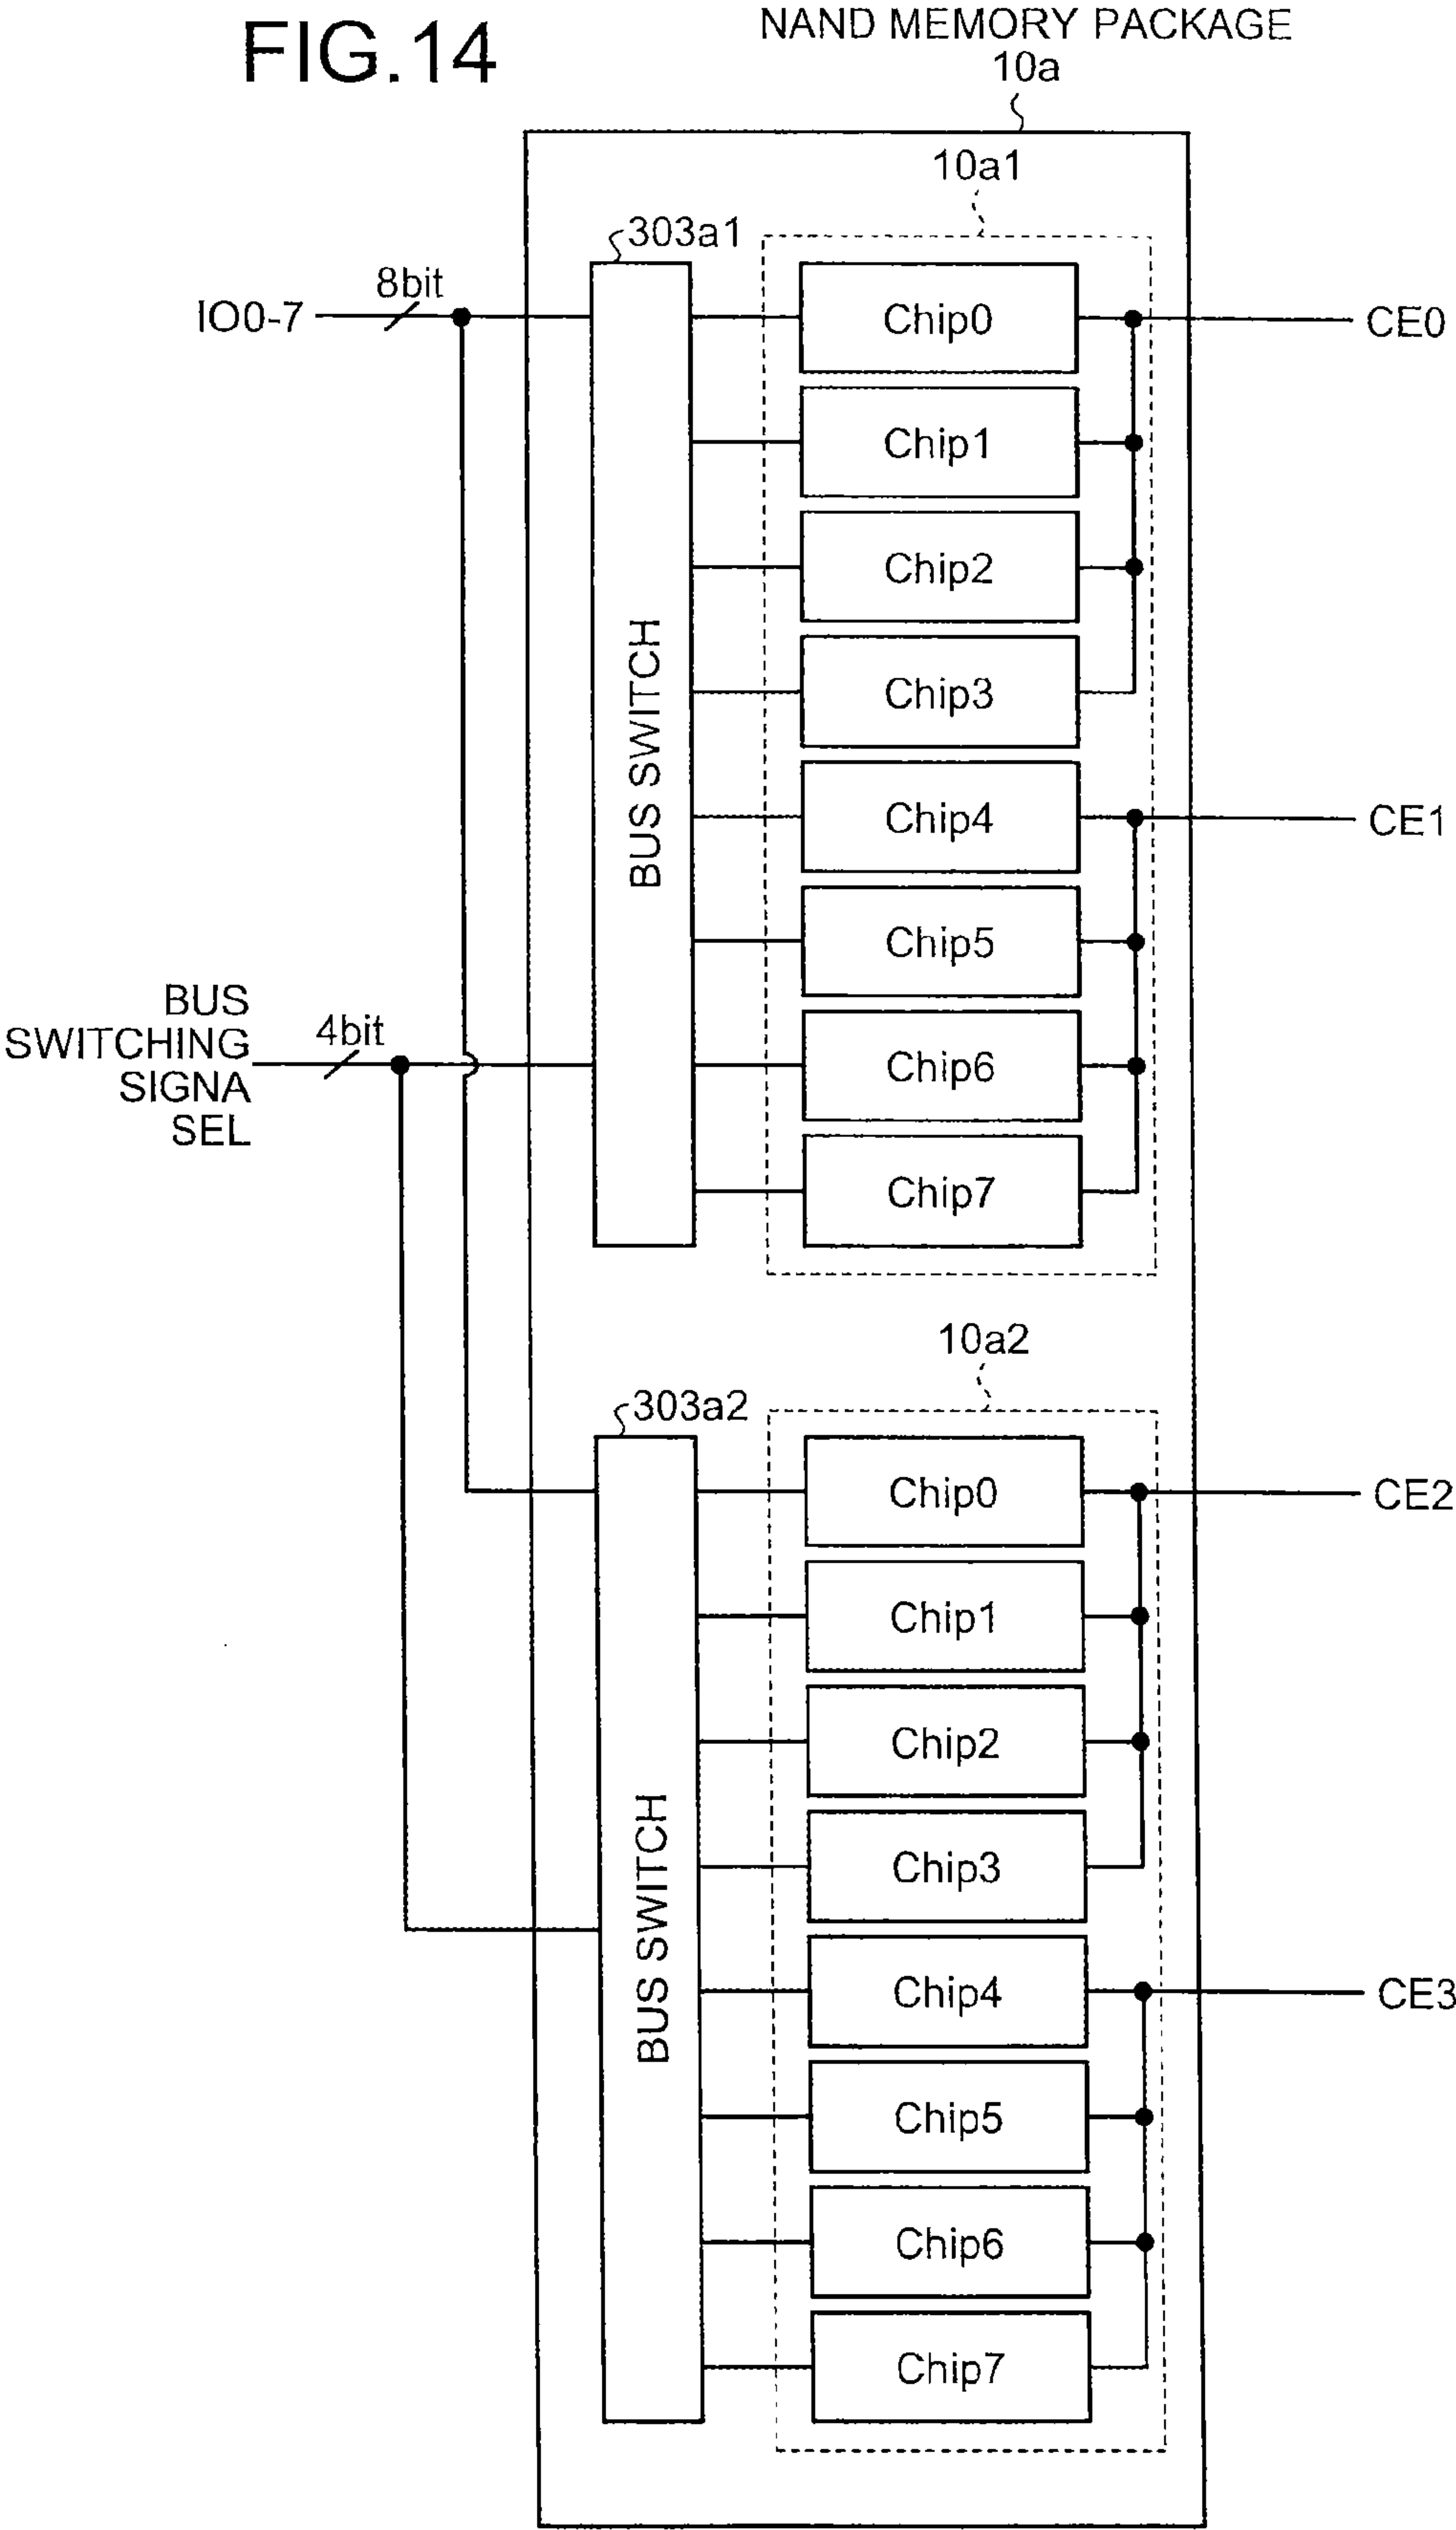 FIG.14
NAND MEMORY PACKAGE
10a
10a1
303a1
IO0-7
8bit
BUS SWITCH
Chip0
Chip1
Chip2
Chip3
Chip4
Chip5
Chip6
Chip7
CE0
CE1
BUS
SWITCHING
SIGNA
SEL
4bit
10a2
303a2
BUS SWITCH
Chip0
Chip1
Chip2
Chip3
Chip4
Chip5
Chip6
Chip7
CE2
CE3